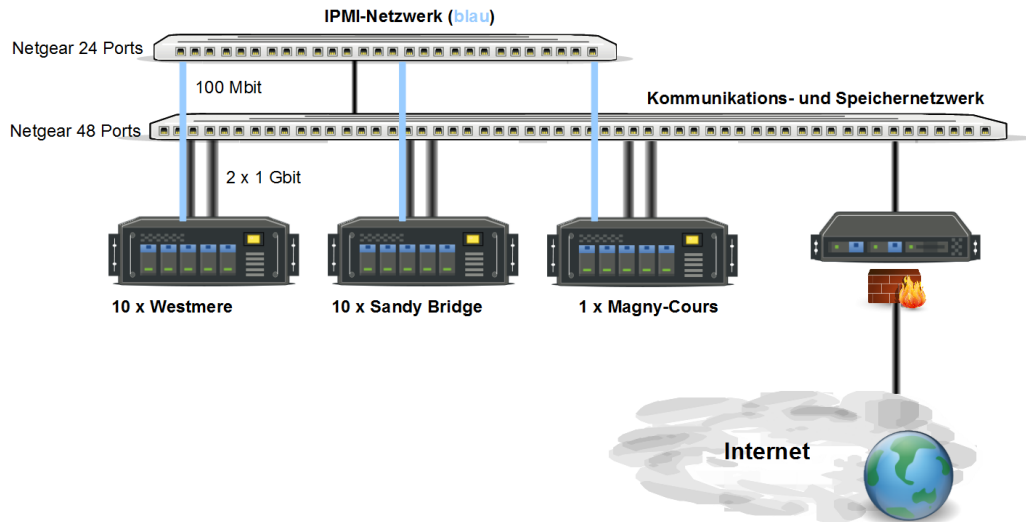 IPMI-Netzwerk (blau)
Netgear 24 Ports
100 Mbit
Kommunikations- und Speichernetzwerk
Netgear 48 Ports
2 x 1 Gbit
10 x Westmere
10 x Sandy Bridge
1 x Magny-Cours
Internet